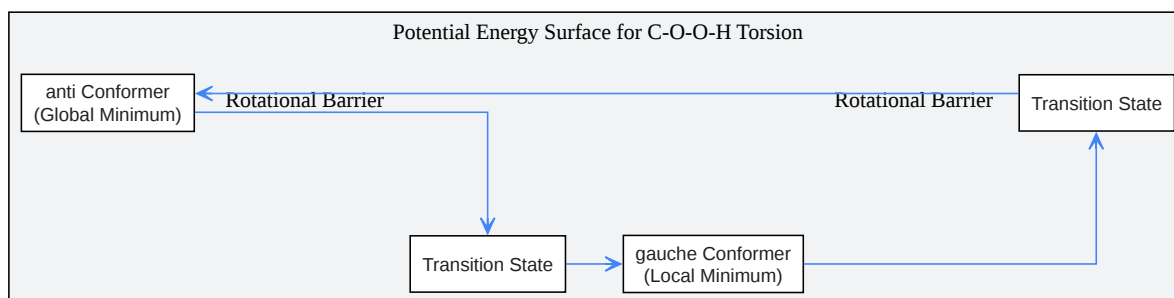 Potential Energy Surface for C-O-O-H Torsion
anti Conformer
(Global Minimum)
Rotational Barrier
Rotational Barrier
Transition State
Transition State
gauche Conformer
(Local Minimum)